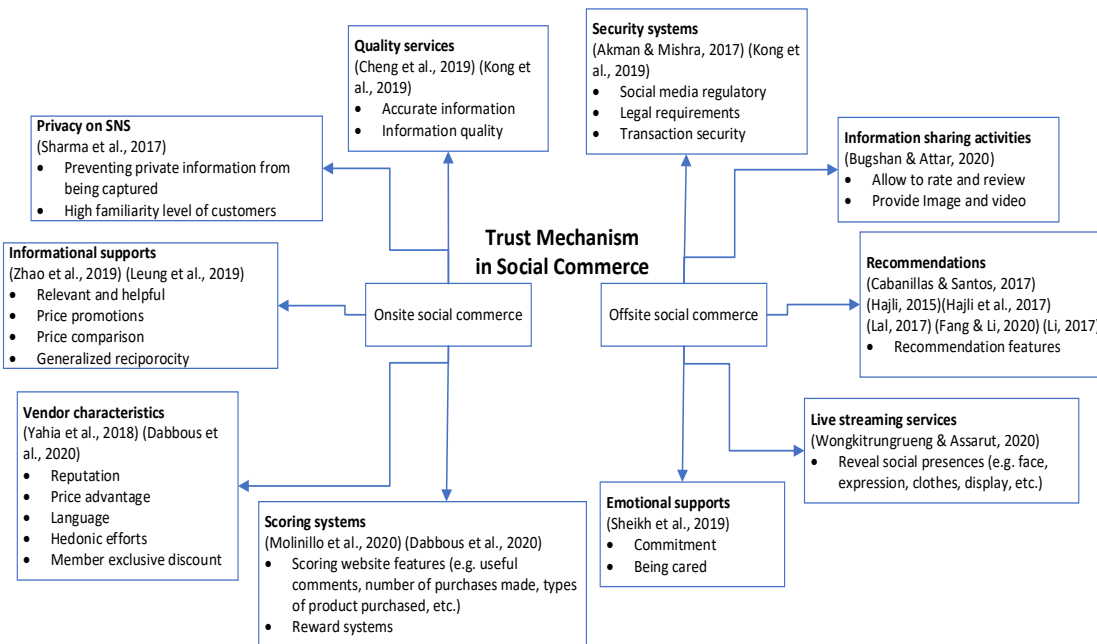 Quality services
(Cheng et al., 2019) (Kong et
al., 2019)
• Accurate information
• Information quality
Security systems
(Akman & Mishra, 2017) (Kong et
al., 2019)
• Social media regulatory
• Legal requirements
• Transaction security
Privacy on SNS
(Sharma et al., 2017)
• Preventing private information from
being captured
• High familiarity level of customers
Information sharing activities
(Bugshan & Attar, 2020)
• Allow to rate and review
• Provide Image and video
Trust Mechanism
in Social Commerce
Informational supports
(Zhao et al., 2019) (Leung et al., 2019)
• Relevant and helpful
• Price promotions
• Price comparison
• Generalized reciporocity
Onsite social commerce
Offsite social commerce
Recommendations
(Cabanillas & Santos, 2017)
(Hajli, 2015)(Hajli et al., 2017)
(Lal, 2017) (Fang & Li, 2020) (Li, 2017)
• Recommendation features
Vendor characteristics
(Yahia et al., 2018) (Dabbous et
al., 2020)
• Reputation
• Price advantage
• Language
• Hedonic efforts
• Member exclusive discount
Live streaming services
(Wongkitrungrueng & Assarut, 2020)
• Reveal social presences (e.g. face,
expression, clothes, display, etc.)
Scoring systems
(Molinillo et al., 2020) (Dabbous et al., 2020)
• Scoring website features (e.g. useful
comments, number of purchases made, types
of product purchased, etc.)
• Reward systems
Emotional supports
(Sheikh et al., 2019)
• Commitment
• Being cared